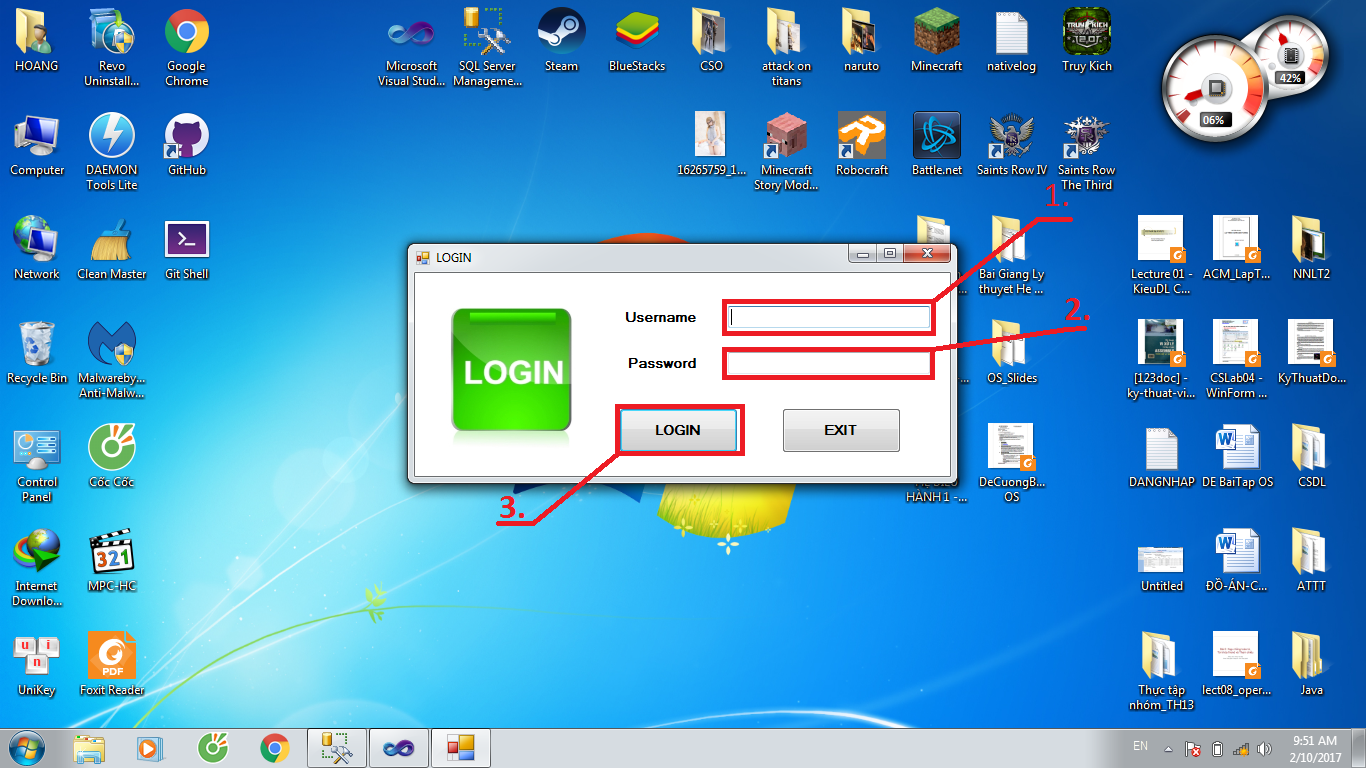 HOANG
Revo
Uninstall...
Google
Chrome
Microsoft
Visual Stud...
SQL Server
Manageme...
Steam
BlueStacks
CSO
attack on
titans
naruto
Minecraft
nativelog
TRUY KICH
Truy Kich
42%
06%
Computer
DAEMON
Tools Lite
GitHub
16265759_1...
Minecraft
Story Mod...
Robocraft
Battle.net
Saints Row IV
Saints Row
The Third
1.
Network
Clean Master
Git Shell
LOGIN
Bai Giang Ly
thuyet He ...
Lecture 01 -
KieuDL C...
ACM_LapT...
NNLT2
LOGIN
Username
2.
Password
Recycle Bin
Malwareby...
Anti-Malw...
OS_Slides
[123doc] -
ky-thuat-vi...
CSLab04 -
WinForm ...
KyThuatDo...
LOGIN
EXIT
3.
Control
Panel
Cốc Cốc
HÀNH 1 -...
DeCuongB...
OS
DANGNHAP
DE BaiTap OS
CSDL
Internet
Downlo...
321
MPC-HC
Untitled
ĐỒ-ÁN-C...
ATTT
u i
n
UniKey
PDF
Foxit Reader
Thực tập
nhóm_TH13
lect08_oper...
Java
EN
9:51 AM
2/10/2017